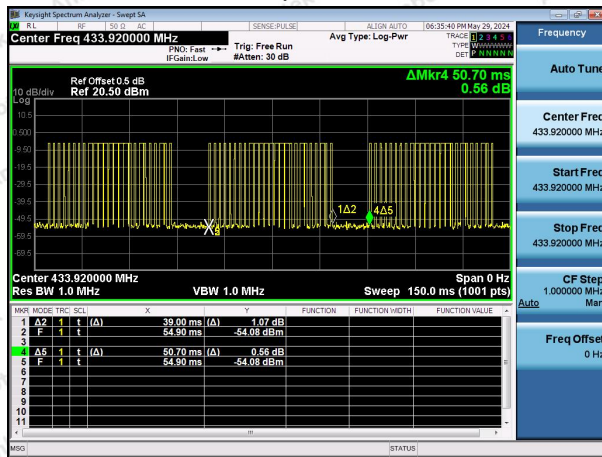 Keysight Spectrum Analyzer - Swept SA
LXI RL RF 50 Ω AC SENSE:PULSE ALIGN AUTO 06:35:40 PM May 29, 2024
Center Freq 433.920000 MHz
PNO: Fast
IFGain:Low
Trig: Free Run
#Atten: 30 dB
Avg Type: Log-Pwr
TRACE 1 2 3 4 5 6
TYPE WWWWWW
DET P NNNNN
Ref Offset 0.5 dB
10 dB/div Ref 20.50 dBm
Log
ΔMkr4 50.70 ms
0.56 dB
10.5
0.500
-9.50
-19.5
-29.5
-39.5
-49.5
-59.5
-69.5
1Δ2
4Δ5
Center 433.920000 MHz Span 0 Hz
Res BW 1.0 MHz VBW 1.0 MHz Sweep 150.0 ms (1001 pts)
MKR MODE TRC SCL X Y FUNCTION FUNCTION WIDTH FUNCTION VALUE
1 Δ2 1 t (Δ) 39.00 ms (Δ) 1.07 dB
2 F 1 t 54.90 ms -54.08 dBm
3
4 Δ5 1 t (Δ) 50.70 ms (Δ) 0.56 dB
5 F 1 t 54.90 ms -54.08 dBm
6
7
8
9
10
11
MSG STATUS
Frequency
Auto Tune
Center Freq
433.920000 MHz
Start Freq
433.920000 MHz
Stop Freq
433.920000 MHz
CF Step
1.000000 MHz
Auto Man
Freq Offset
0 Hz